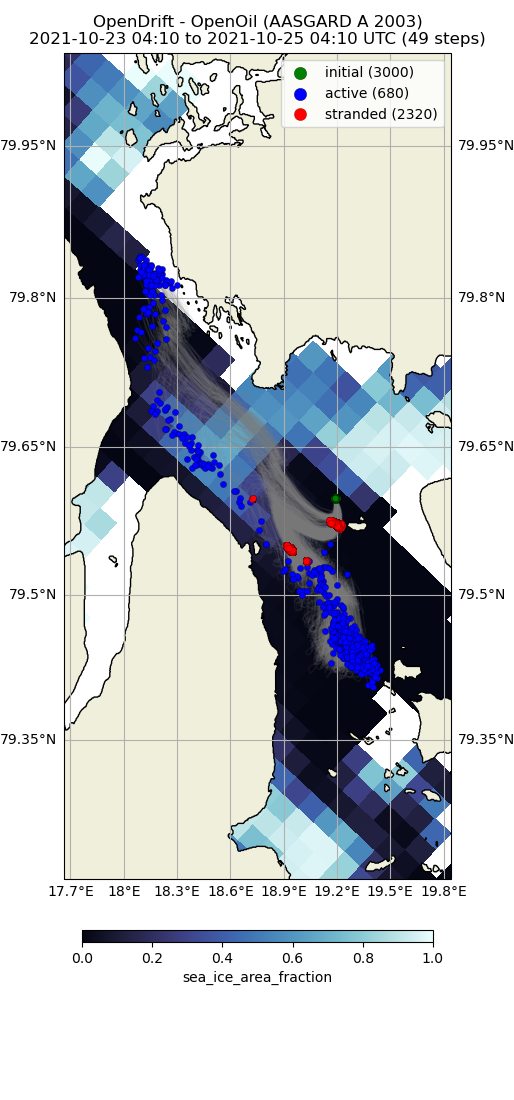 OpenDrift - OpenOil (AASGARD A 2003)
2021-10-23 04:10 to 2021-10-25 04:10 UTC (49 steps)
initial (3000)
active (680)
stranded (2320)
79.95°N 79.95°N
79.8°N 79.8°N
79.65°N 79.65°N
79.5°N 79.5°N
79.35°N 79.35°N
17.7°E 18°E 18.3°E 18.6°E 18.9°E 19.2°E 19.5°E 19.8°E
0.0 0.2 0.4 0.6 0.8 1.0
sea_ice_area_fraction